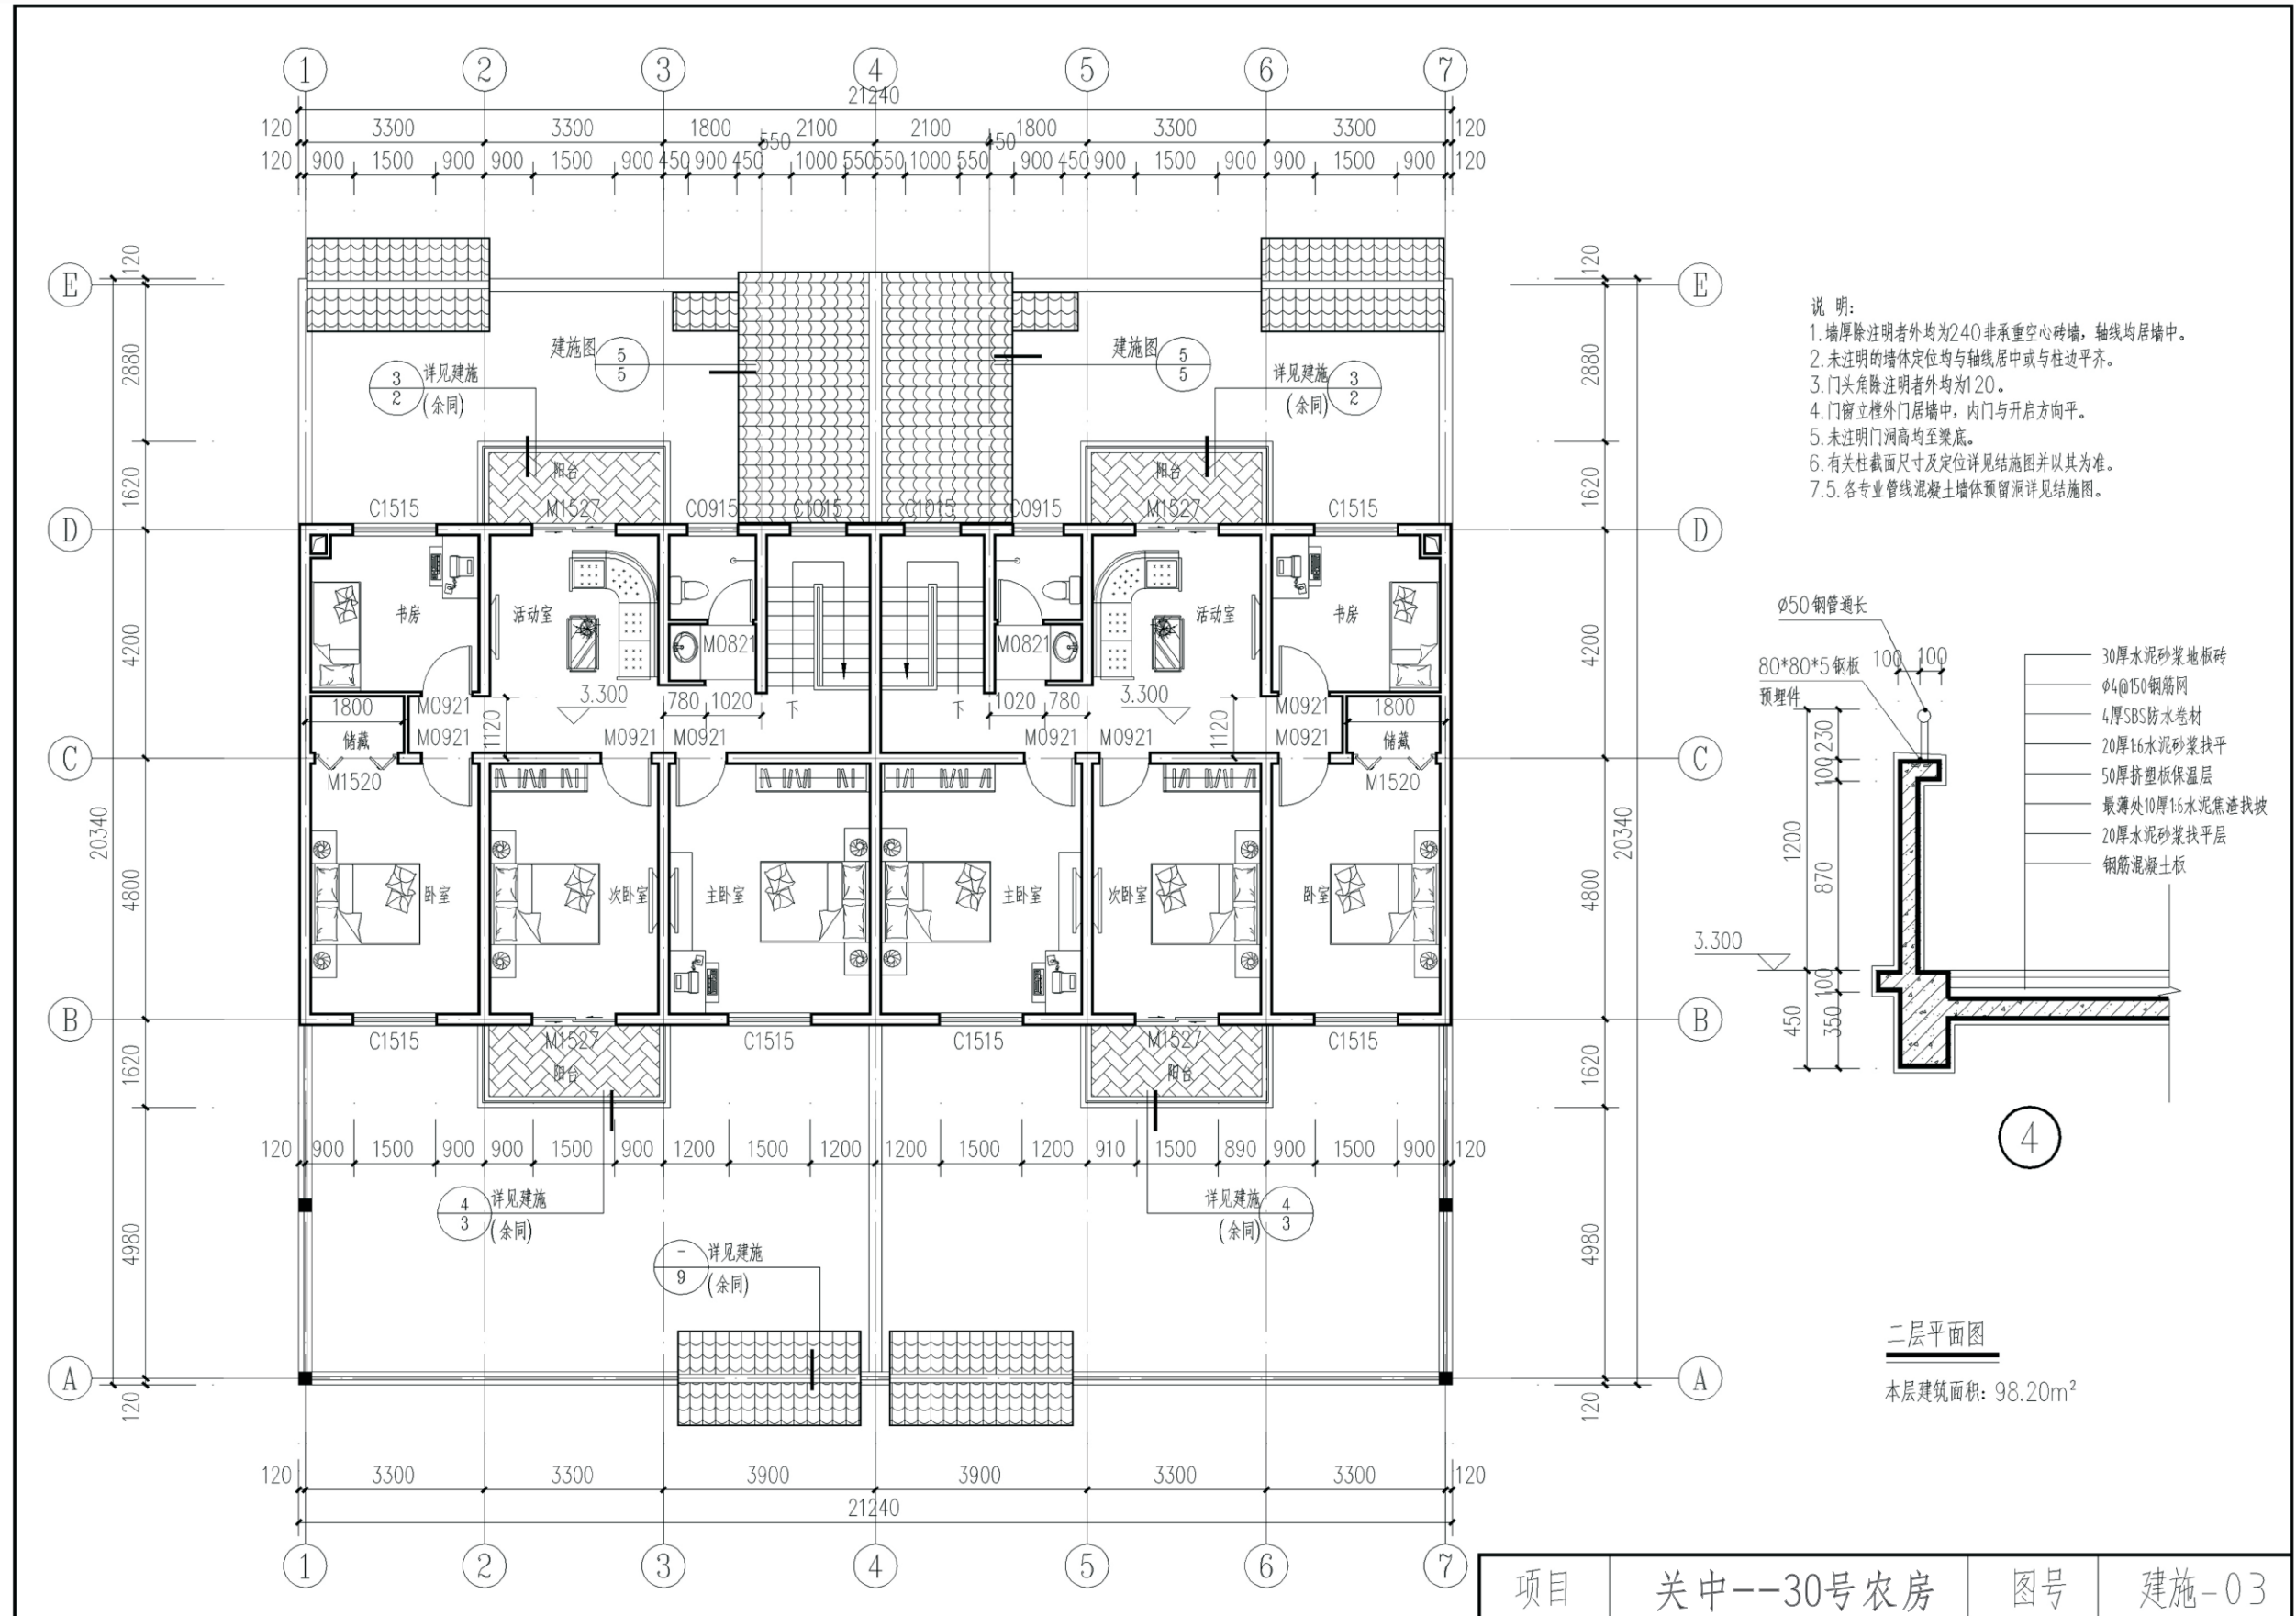 1 2 3 4 5 6 7
21240
120 3300 3300 1800 2100 2100 1800 3300 3300 120
550 450
120 900 1500 900 900 1500 900 450 900 450 1000 550 550 1000 550 900 450 900 1500 900 900 1500 900 120
E
120
2880
1620
D
4200
C
20340
4800
B
1620
4980
A
120
建施图 5/5
建施图 5/5
3/2 详见建施
(余同)
详见建施 3/2
(余同)
阳台
阳台
C1515 M1527 C0915 C1015 C1015 C0915 M1527 C1515
书房 活动室 M0821 M0821 活动室 书房
3.300 780 1020 下 下 1020 780 3.300
1800 M0921 1120 1120 M0921 1800
储藏 M0921 M0921 M0921 M0921 M0921 M0921 储藏
M1520 M1520
卧室 次卧室 主卧室 主卧室 次卧室 卧室
C1515 M1527 C1515 C1515 M1527 C1515
阳台
阳台
120 900 1500 900 900 1500 900 1200 1500 1200 1200 1500 1200 910 1500 890 900 1500 900 120
4/3 详见建施
(余同)
详见建施 4/3
(余同)
-/9 详见建施
(余同)
120 3300 3300 3900 3900 3300 3300 120
21240
1 2 3 4 5 6 7
E
120
2880
1620
D
4200
C
20340
4800
B
1620
4980
A
120
说 明:
1.墙厚除注明者外均为240非承重空心砖墙，轴线均居墙中。
2.未注明的墙体定位均与轴线居中或与柱边平齐。
3.门头角除注明者外均为120。
4.门窗立樘外门居墙中，内门与开启方向平。
5.未注明门洞高均至梁底。
6.有关柱截面尺寸及定位详见结施图并以其为准。
7.5.各专业管线混凝土墙体预留洞详见结施图。
ø50钢管通长
80*80*5钢板
预埋件
100 100
230
100
1200
870
3.300
100
450
350
30厚水泥砂浆地板砖
ø4@150钢筋网
4厚SBS防水卷材
20厚1:6水泥砂浆找平
50厚挤塑板保温层
最薄处10厚1:6水泥焦渣找坡
20厚水泥砂浆找平层
钢筋混凝土板
4
二层平面图
本层建筑面积: 98.20m²
项目 关中--30号农房 图号 建施-03